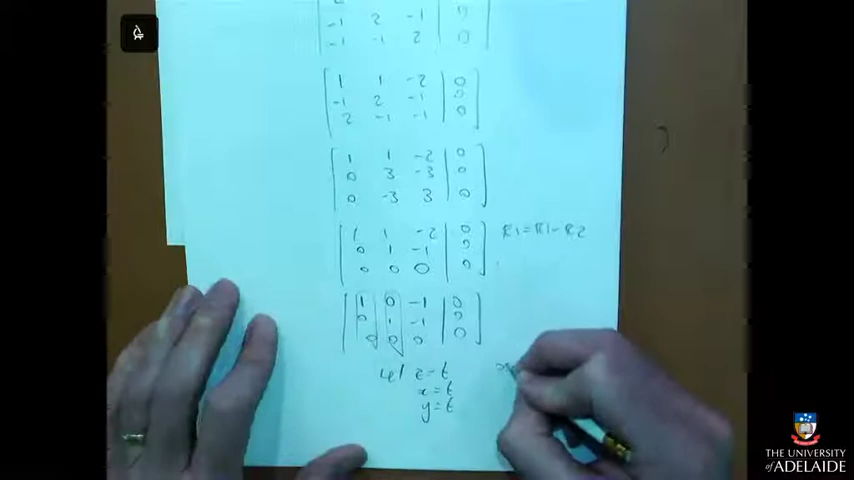 -1 2 -1 0
-1 -1 2 0
1 1 -2 0
-1 2 -1 0
2 -1 -1 0
1 1 -2 0
0 3 -3 0
0 -3 3 0
1 1 -2 0 R1=R1-R2
0 1 -1 0
0 0 0 0
1 0 -1 0
0 1 -1 0
0 0 0 0
let z=t
x=t
y=t
THE UNIVERSITY
of ADELAIDE